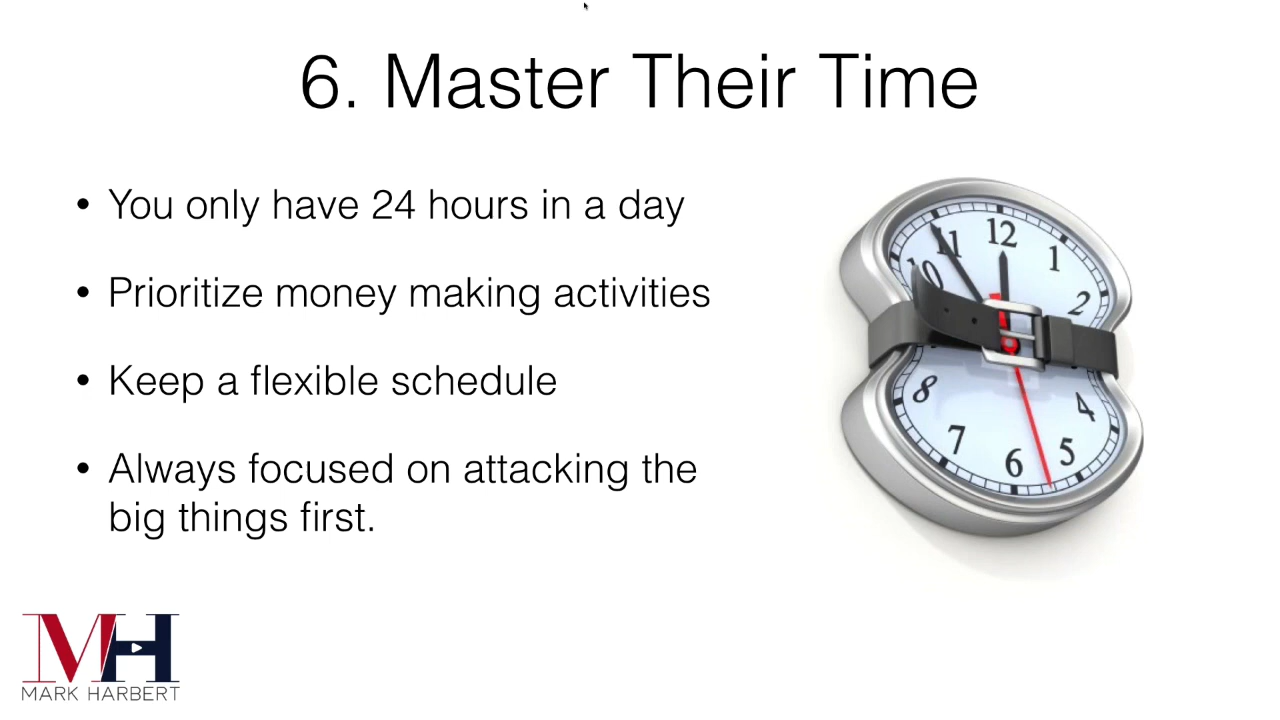 6. Master Their Time
• You only have 24 hours in a day
• Prioritize money making activities
• Keep a flexible schedule
• Always focused on attacking the
big things first.
12
11
1
10
2
8
4
7
5
6
MH
MARK HARBERT